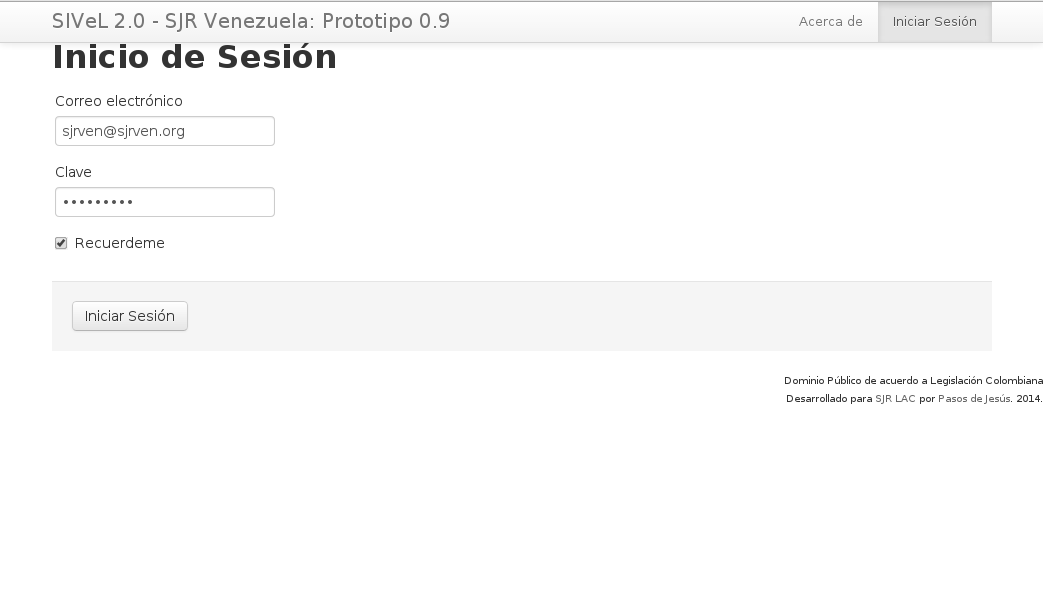 SIVeL 2.0 - SJR Venezuela: Prototipo 0.9
Acerca de
Iniciar Sesión
Inicio de Sesión
Correo electrónico
sjrven@sjrven.org
Clave
•••••••••
Recuerdeme
Iniciar Sesión
Dominio Público de acuerdo a Legislación Colombiana
Desarrollado para SJR LAC por Pasos de Jesús. 2014.